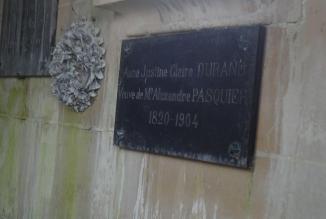 Anne Justine Claire DURAND
Veuve de Mr Alexandre PASQUIER
1820-1904